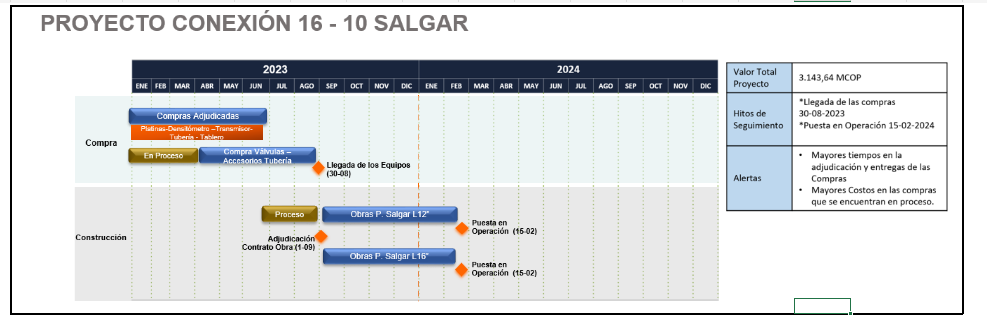 PROYECTO CONEXIÓN 16 - 10 SALGAR
2023
2024
ENE FEB MAR ABR MAY JUN JUL AGO SEP OCT NOV DIC ENE FEB MAR ABR MAY JUN JUL AGO SEP OCT NOV DIC
Compra
Compras Adjudicadas
Platinas-Densilómetro –Transmisor-
Tubería - Tablero
En Proceso
Compra Válvulas –
Accesorios Tubería
Llegada de los Equipos
(30-08)
Construcción
Proceso
Obras P. Salgar L12"
Adjudicación
Contrato Obra (1-09)
Puesta en
Operación (15-02)
Obras P. Salgar L16"
Puesta en
Operación (15-02)
Valor Total
Proyecto
3.143,64 MCOP
Hitos de
Seguimiento
*Llegada de las compras
30-08-2023
*Puesta en Operación 15-02-2024
Alertas
• Mayores tiempos en la
adjudicación y entregas de las
Compras
• Mayores Costos en las compras
que se encuentran en proceso.